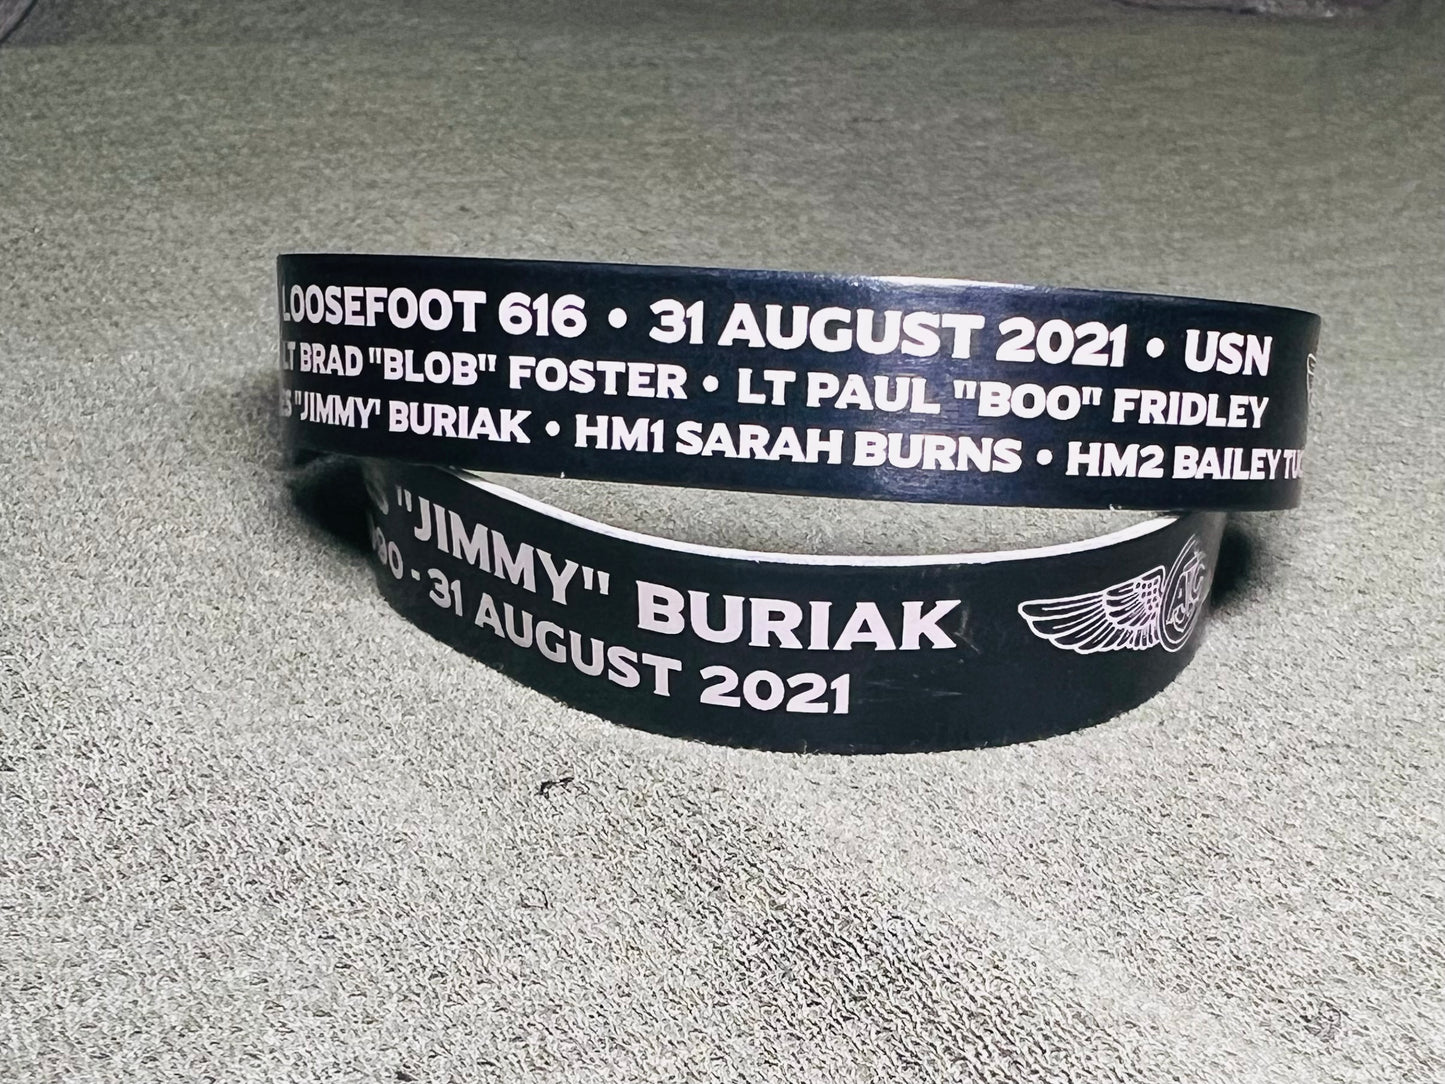 LOOSEFOOT 616 • 31 AUGUST 2021 • USN
LT BRAD "BLOB" FOSTER • LT PAUL "BOO" FRIDLEY
"JIMMY' BURIAK • HM1 SARAH BURNS • HM2 BAILEY
"JIMMY" BURIAK
- 31 AUGUST 2021